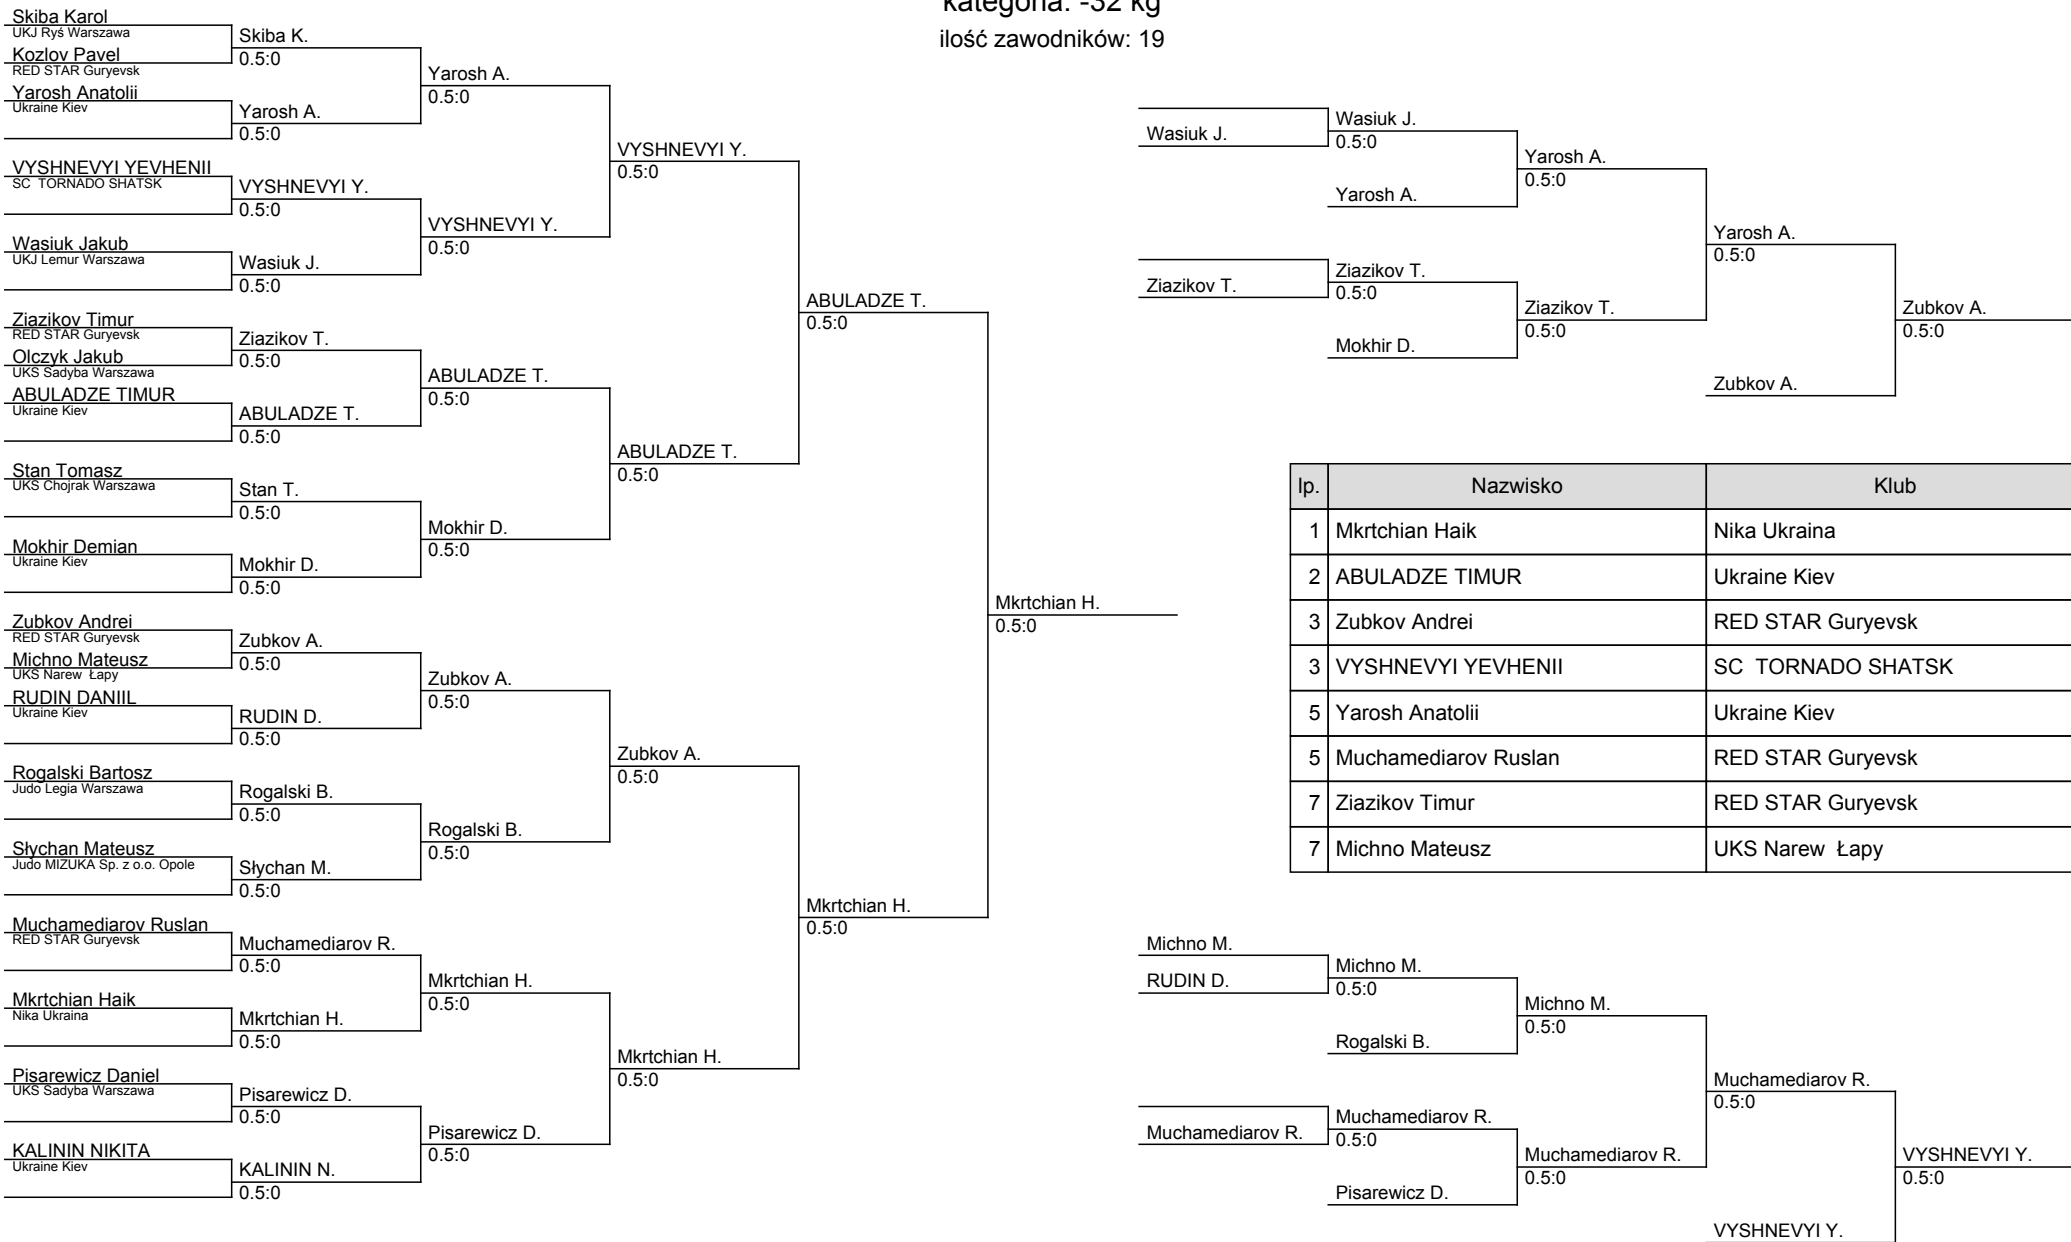 kategoria: -32 kg
ilość zawodników: 19
Skiba Karol
UKJ Ryś Warszawa
Kozlov Pavel
RED STAR Guryevsk
Yarosh Anatolii
Ukraine Kiev
VYSHNEVYI YEVHENII
SC  TORNADO SHATSK
Wasiuk Jakub
UKJ Lemur Warszawa
Ziazikov Timur
RED STAR Guryevsk
Olczyk Jakub
UKS Sadyba Warszawa
ABULADZE TIMUR
Ukraine Kiev
Stan Tomasz
UKS Chojrak Warszawa
Mokhir Demian
Ukraine Kiev
Zubkov Andrei
RED STAR Guryevsk
Michno Mateusz
UKS Narew  Łapy
RUDIN DANIIL
Ukraine Kiev
Rogalski Bartosz
Judo Legia Warszawa
Słychan Mateusz
Judo MIZUKA Sp. z o.o. Opole
Muchamediarov Ruslan
RED STAR Guryevsk
Mkrtchian Haik
Nika Ukraina
Pisarewicz Daniel
UKS Sadyba Warszawa
KALININ NIKITA
Ukraine Kiev
Skiba K.
0.5:0
Yarosh A.
0.5:0
VYSHNEVYI Y.
0.5:0
Wasiuk J.
0.5:0
Ziazikov T.
0.5:0
ABULADZE T.
0.5:0
Stan T.
0.5:0
Mokhir D.
0.5:0
Zubkov A.
0.5:0
RUDIN D.
0.5:0
Rogalski B.
0.5:0
Słychan M.
0.5:0
Muchamediarov R.
0.5:0
Mkrtchian H.
0.5:0
Pisarewicz D.
0.5:0
KALININ N.
0.5:0
Yarosh A.
0.5:0
VYSHNEVYI Y.
0.5:0
ABULADZE T.
0.5:0
Mokhir D.
0.5:0
Zubkov A.
0.5:0
Rogalski B.
0.5:0
Mkrtchian H.
0.5:0
Pisarewicz D.
0.5:0
VYSHNEVYI Y.
0.5:0
ABULADZE T.
0.5:0
Zubkov A.
0.5:0
Mkrtchian H.
0.5:0
ABULADZE T.
0.5:0
Mkrtchian H.
0.5:0
Mkrtchian H.
0.5:0
Wasiuk J.
Wasiuk J.
0.5:0
Yarosh A.
Yarosh A.
0.5:0
Ziazikov T.
Ziazikov T.
0.5:0
Mokhir D.
Ziazikov T.
0.5:0
Yarosh A.
0.5:0
Zubkov A.
Zubkov A.
0.5:0
lp. Nazwisko Klub
1 Mkrtchian Haik Nika Ukraina
2 ABULADZE TIMUR Ukraine Kiev
3 Zubkov Andrei RED STAR Guryevsk
3 VYSHNEVYI YEVHENII SC  TORNADO SHATSK
5 Yarosh Anatolii Ukraine Kiev
5 Muchamediarov Ruslan RED STAR Guryevsk
7 Ziazikov Timur RED STAR Guryevsk
7 Michno Mateusz UKS Narew  Łapy
Michno M.
RUDIN D.
Michno M.
0.5:0
Rogalski B.
Michno M.
0.5:0
Muchamediarov R.
Muchamediarov R.
0.5:0
Pisarewicz D.
Muchamediarov R.
0.5:0
Muchamediarov R.
0.5:0
VYSHNEVYI Y.
VYSHNEVYI Y.
0.5:0